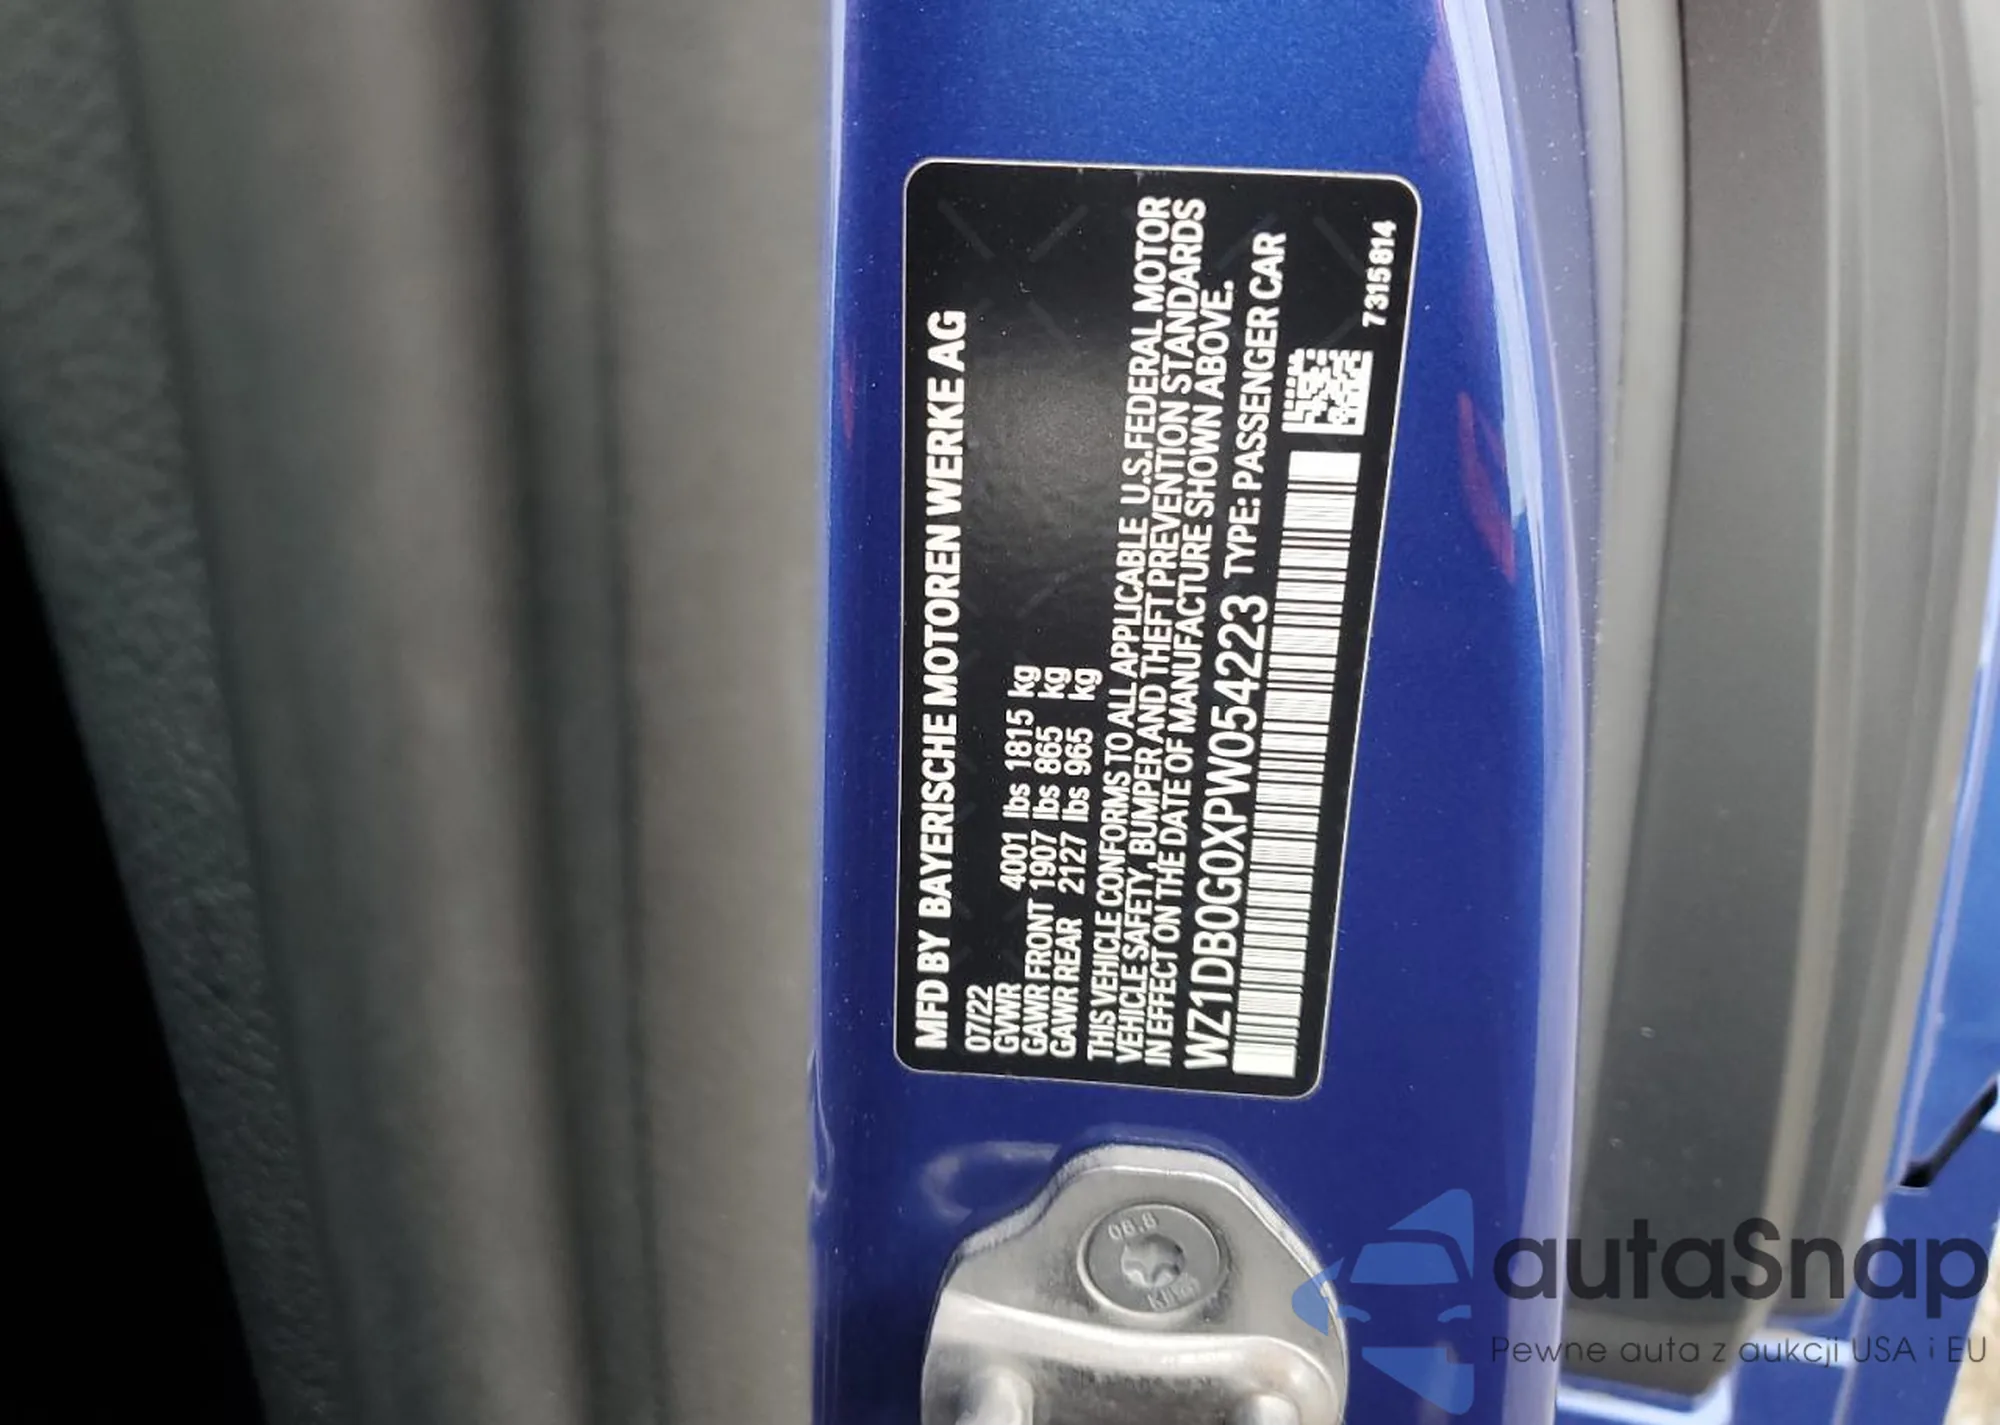 MFD BY BAYERISCHE MOTOREN WERKE AG
07/22
GVWR 4001 lbs 1815 kg
GAWR FRONT 1907 lbs 865 kg
GAWR REAR 2127 lbs 965 kg
THIS VEHICLE CONFORMS TO ALL APPLICABLE U.S.FEDERAL MOTOR
VEHICLE SAFETY, BUMPER AND THEFT PREVENTION STANDARDS
IN EFFECT ON THE DATE OF MANUFACTURE SHOWN ABOVE.
WZ1DB0G0XPW054223 TYPE: PASSENGER CAR
7315814
08.8
autaSnap
Pewne auta z aukcji USA i EU